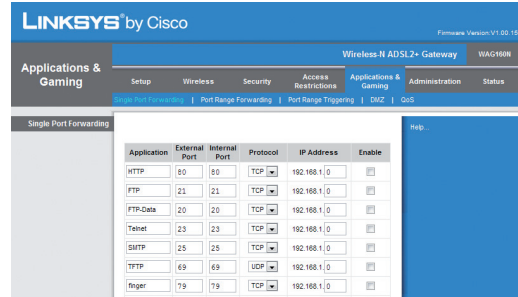 LINKSYS® by Cisco
Firmware Version:V1.00.15
Applications & Gaming
Wireless-N ADSL2+ Gateway WAG160N
Setup Wireless Security Access Restrictions Applications & Gaming Administration Status
Single Port Forwarding | Port Range Forwarding | Port Range Triggering | DMZ | QoS
Single Port Forwarding
Help...
Application External Port Internal Port Protocol IP Address Enable
HTTP 80 80 TCP 192.168.1.0
FTP 21 21 TCP 192.168.1.0
FTP-Data 20 20 TCP 192.168.1.0
Telnet 23 23 TCP 192.168.1.0
SMTP 25 25 TCP 192.168.1.0
TFTP 69 69 UDP 192.168.1.0
finger 79 79 TCP 192.168.1.0